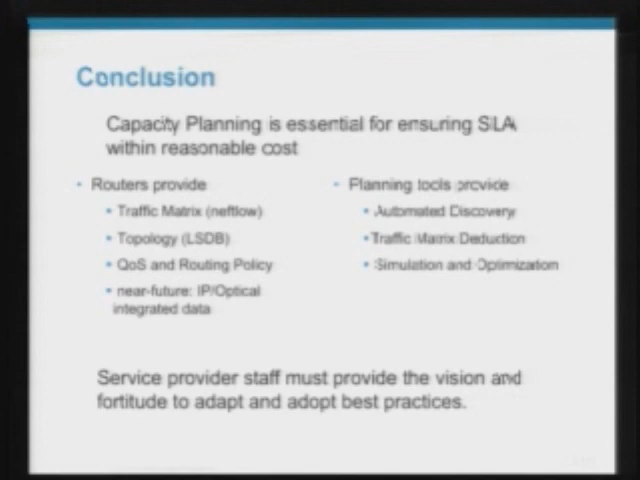 Conclusion
Capacity Planning is essential for ensuring SLA
within reasonable cost
• Routers provide
• Traffic Matrix (netflow)
• Topology (LSDB)
• QoS and Routing Policy
• near-future: IP/Optical
integrated data
• Planning tools provide
• Automated Discovery
• Traffic Matrix Deduction
• Simulation and Optimization
Service provider staff must provide the vision and
fortitude to adapt and adopt best practices.